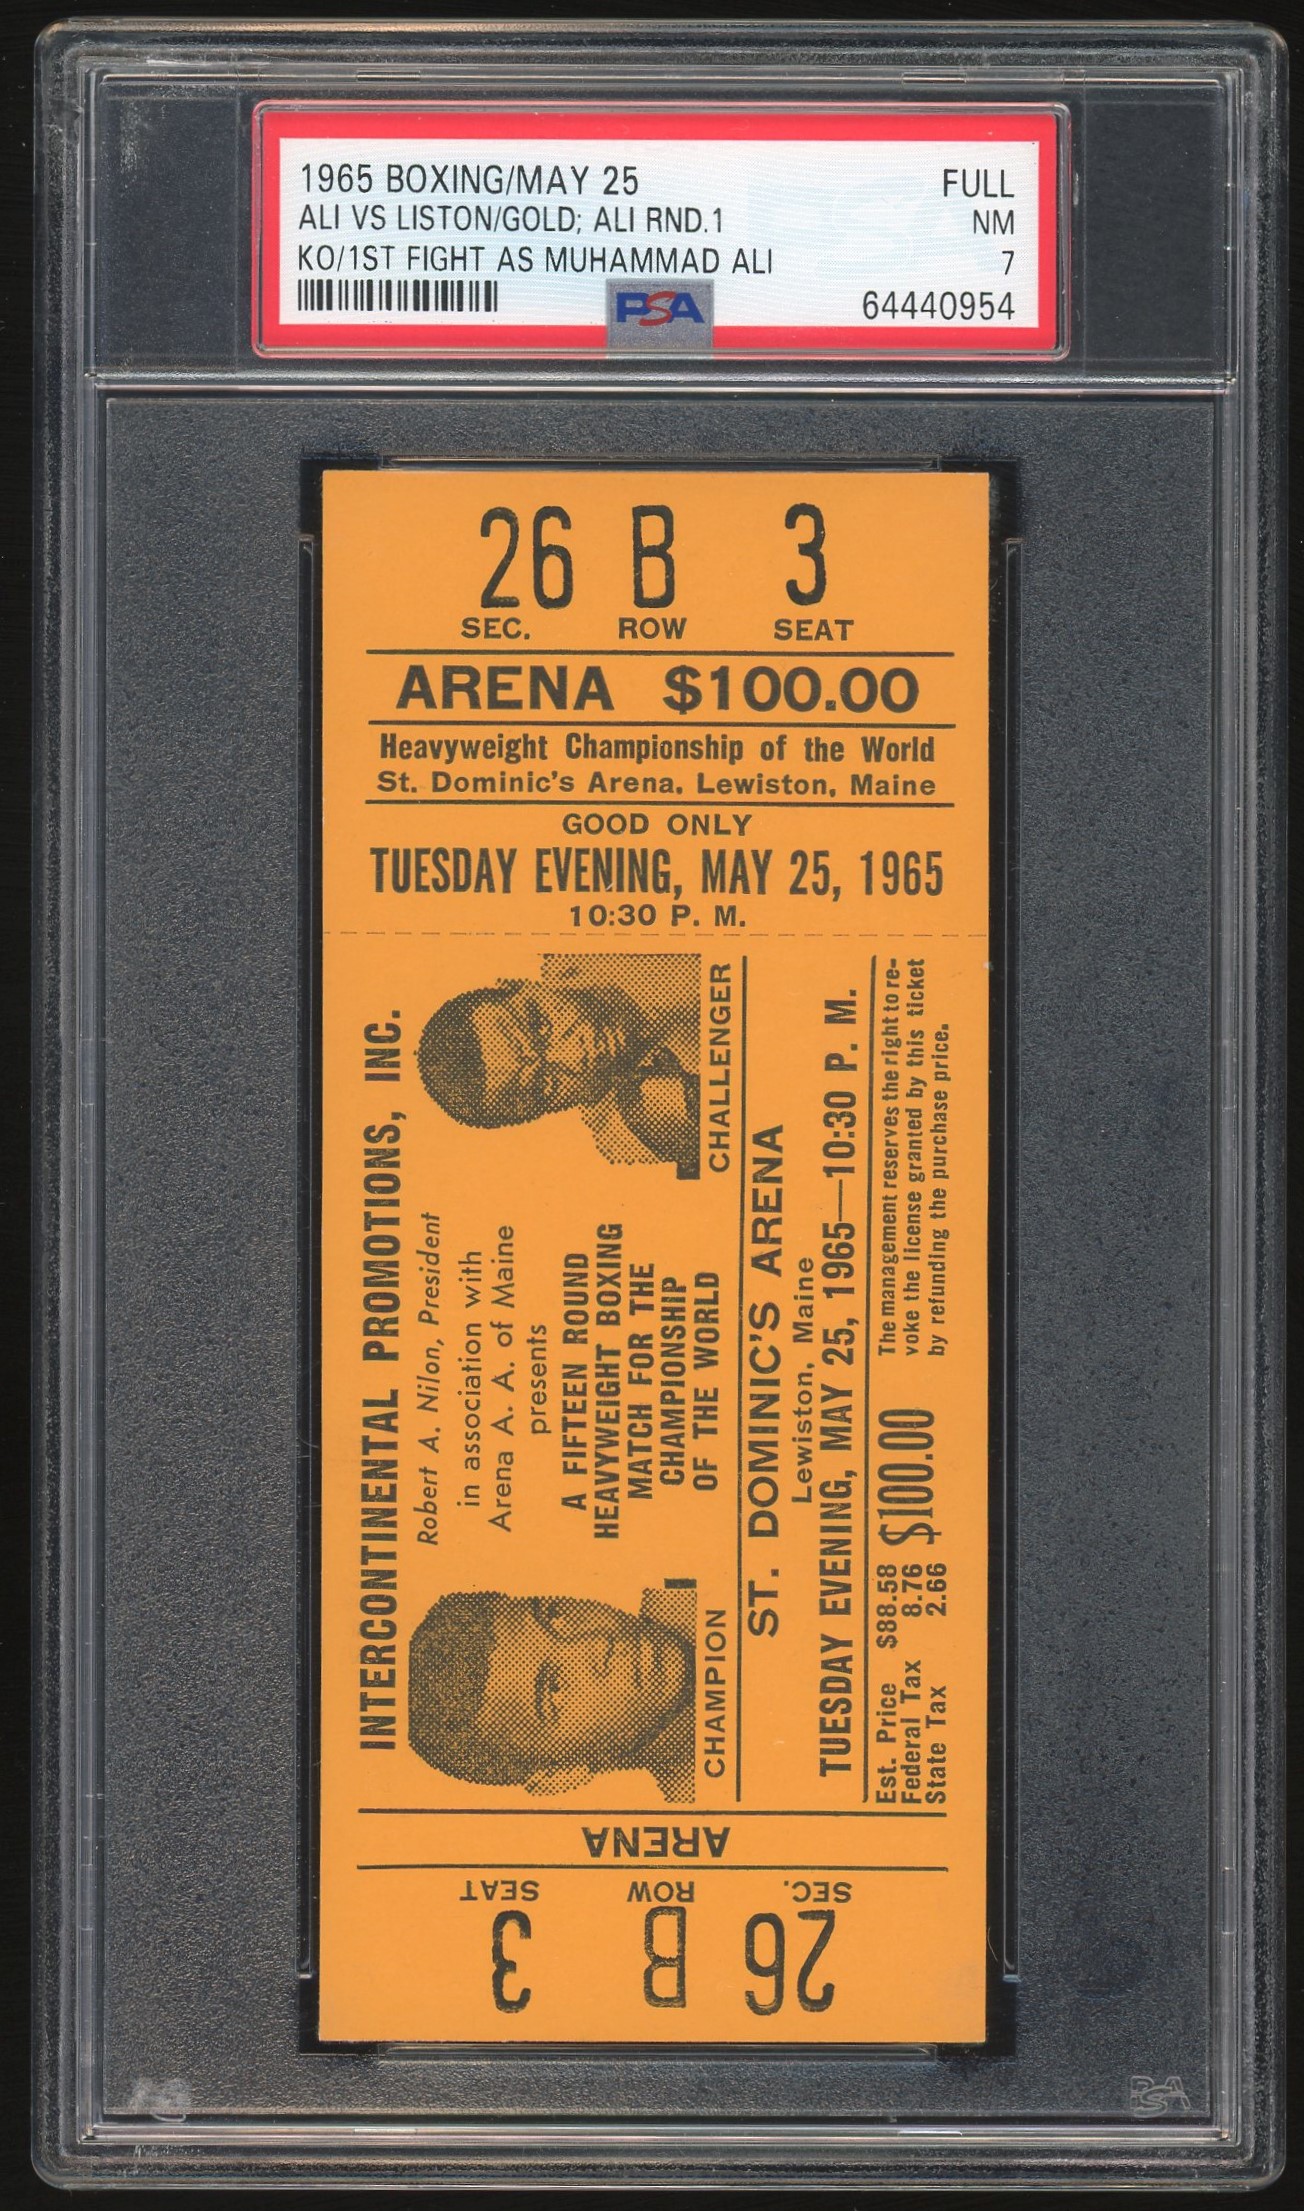 1965 BOXING/MAY 25 FULL
ALI VS LISTON/GOLD; ALI RND.1 NM
KO/1ST FIGHT AS MUHAMMAD ALI 7
PSA 64440954
26 B 3
SEC. ROW SEAT
ARENA $100.00
Heavyweight Championship of the World
St. Dominic's Arena, Lewiston, Maine
GOOD ONLY
TUESDAY EVENING, MAY 25, 1965
10:30 P. M.
INTERCONTINENTAL PROMOTIONS, INC.
Robert A. Nilon, President
in association with
Arena A. A. of Maine
presents
A FIFTEEN ROUND
HEAVYWEIGHT BOXING
MATCH FOR THE
CHAMPIONSHIP
OF THE WORLD
CHAMPION
CHALLENGER
ST. DOMINIC'S ARENA
Lewiston, Maine
TUESDAY EVENING, MAY 25, 1965—10:30 P. M.
Est. Price $88.58
Federal Tax 8.76
State Tax 2.66
$100.00
The management reserves the right to re-
voke the license granted by this ticket
by refunding the purchase price.
ARENA
SEC. ROW SEAT
26 B 3
PSA